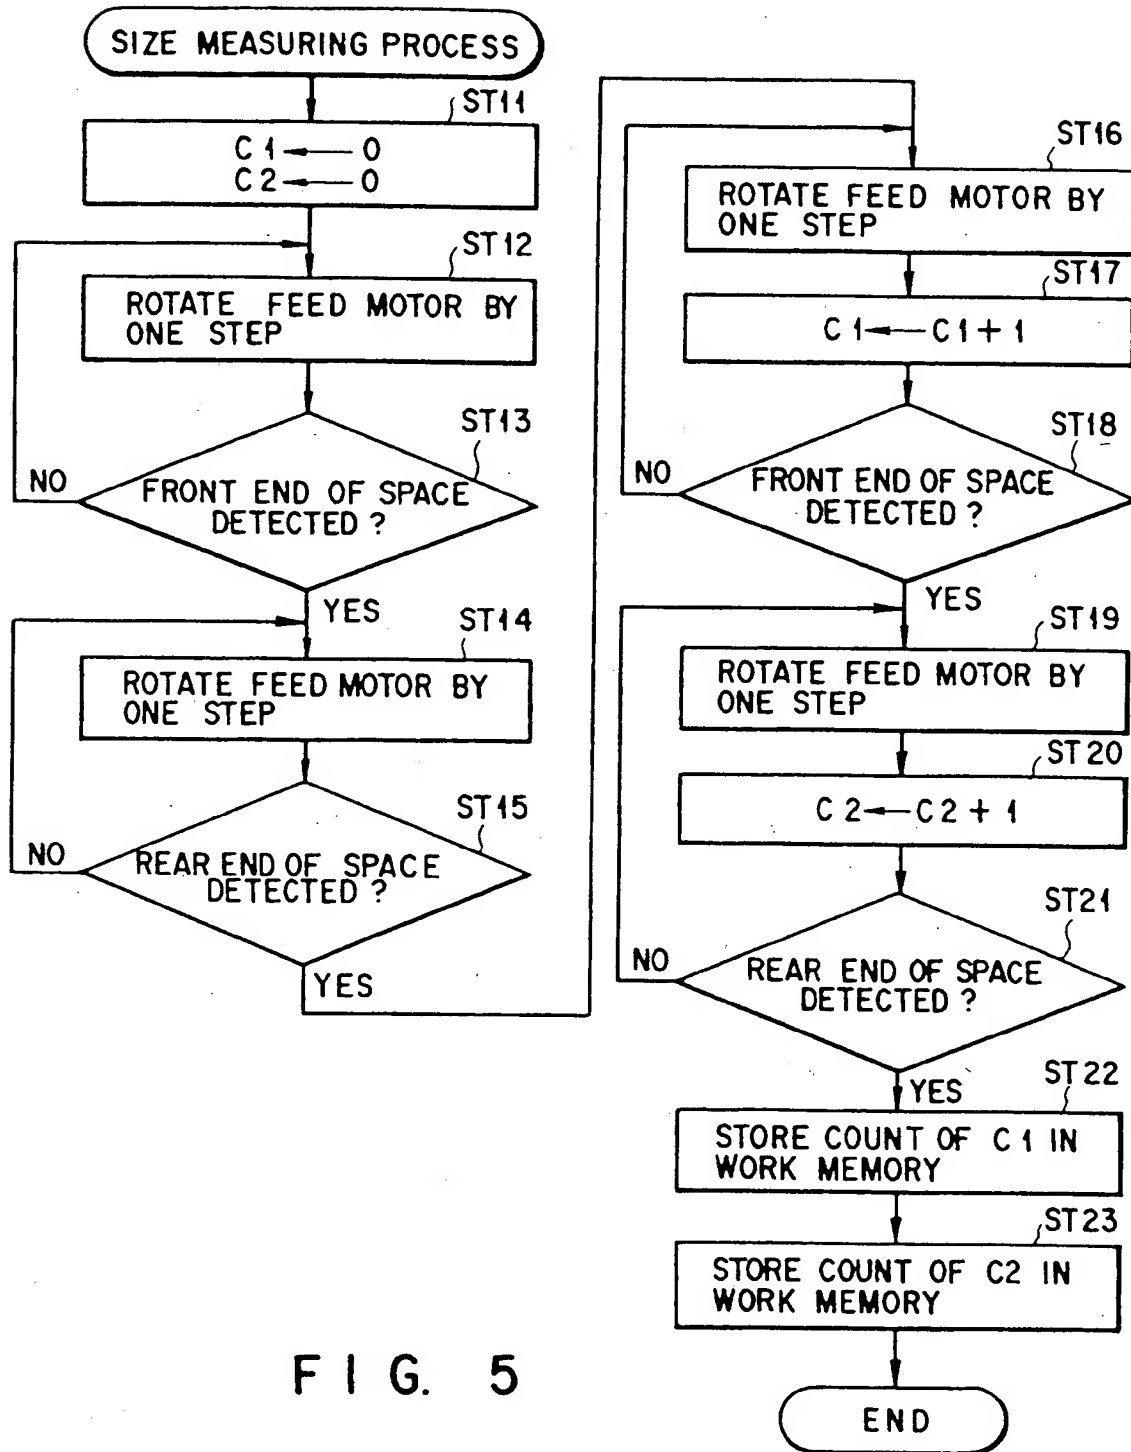 SIZE MEASURING PROCESS
ST11
C1 ← 0
C2 ← 0
ST12
ROTATE FEED MOTOR BY
ONE STEP
ST13
NO
FRONT END OF SPACE
DETECTED ?
YES
ST14
ROTATE FEED MOTOR BY
ONE STEP
ST15
NO
REAR END OF SPACE
DETECTED ?
YES
ST16
ROTATE FEED MOTOR BY
ONE STEP
ST17
C1 ← C1 + 1
ST18
NO
FRONT END OF SPACE
DETECTED ?
YES
ST19
ROTATE FEED MOTOR BY
ONE STEP
ST20
C2 ← C2 + 1
ST21
NO
REAR END OF SPACE
DETECTED ?
YES
ST22
STORE COUNT OF C1 IN
WORK MEMORY
ST23
STORE COUNT OF C2 IN
WORK MEMORY
END
FIG. 5